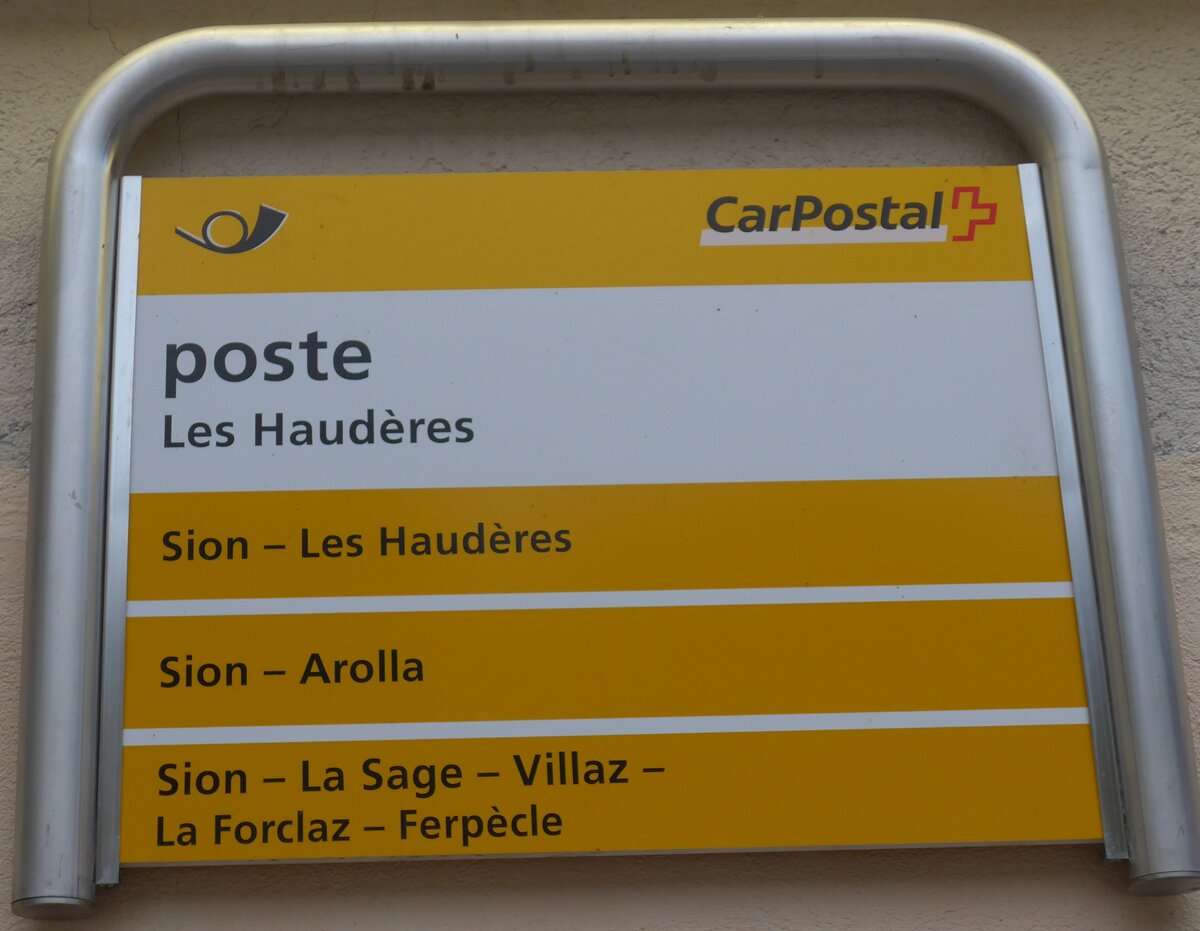 CarPostal
poste
Les Haudères
Sion – Les Haudères
Sion – Arolla
Sion – La Sage – Villaz –
La Forclaz – Ferpècle